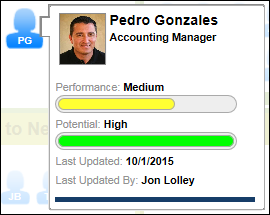 Pedro Gonzales
Accounting Manager
PG
Performance: Medium
Potential: High
to Ne
Last Updated: 10/1/2015
Last Updated By: Jon Lolley
JB